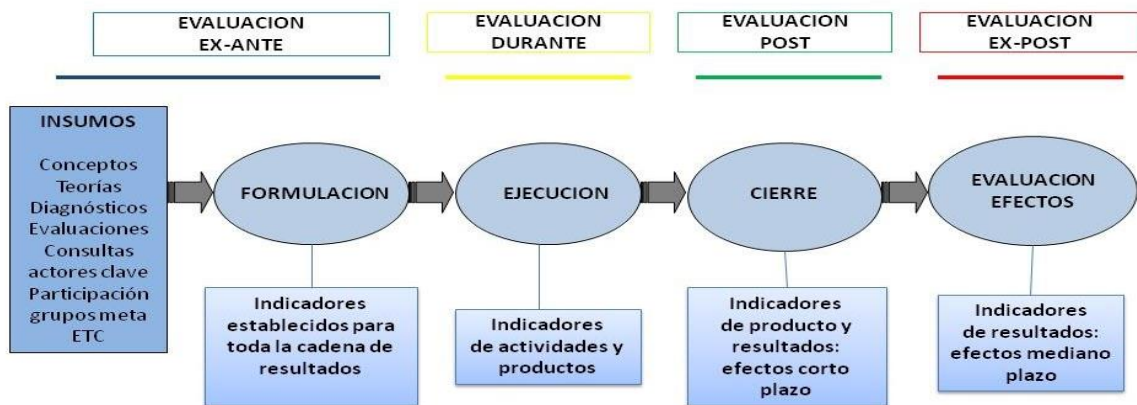 EVALUACION
EX-ANTE
EVALUACION
DURANTE
EVALUACION
POST
EVALUACION
EX-POST
INSUMOS
Conceptos
Teorías
Diagnósticos
Evaluaciones
Consultas
actores clave
Participación
grupos meta
ETC
FORMULACION
EJECUCION
CIERRE
EVALUACION
EFECTOS
Indicadores
establecidos para
toda la cadena de
resultados
Indicadores
de actividades y
productos
Indicadores
de producto y
resultados:
efectos corto
plazo
Indicadores
de resultados:
efectos mediano
plazo